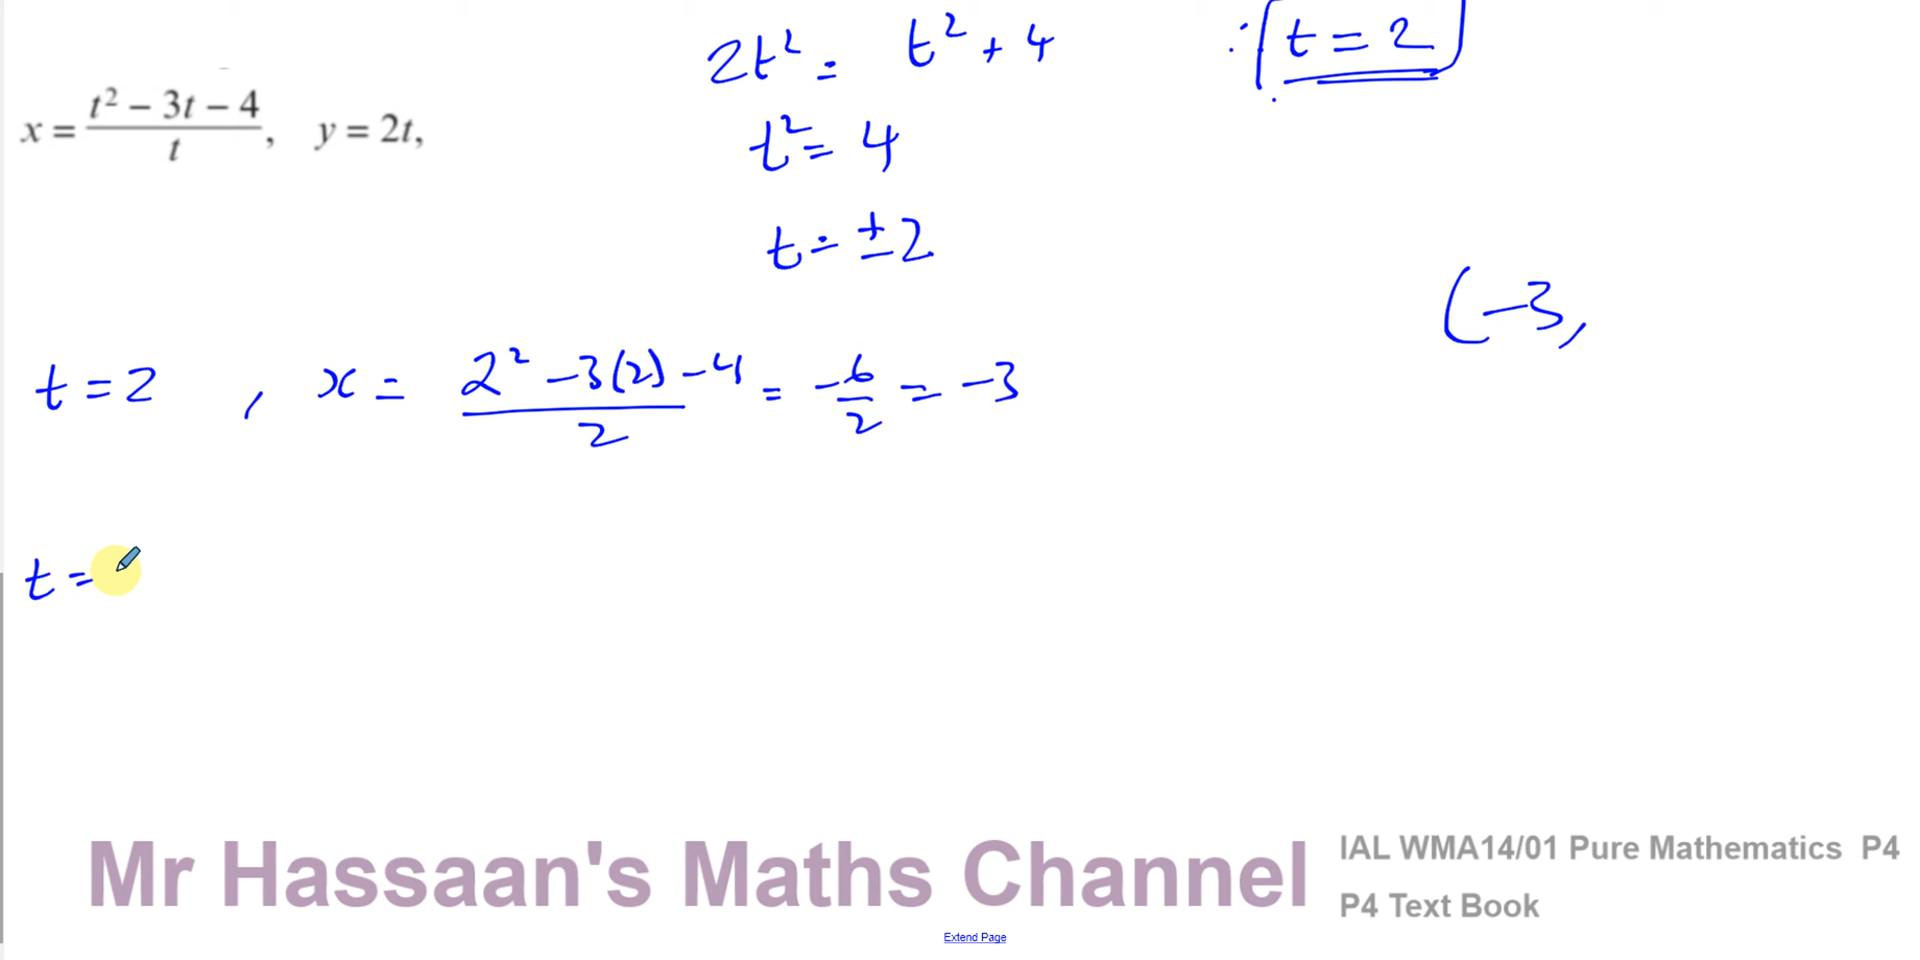 2t² = t² + 4
∴ t = 2
x = (t² − 3t − 4)/t, y = 2t,
t² = 4
t = ±2
(−3,
t = 2 , x = (2² − 3(2) − 4)/2 = −6/2 = −3
t =
Mr Hassaan's Maths Channel
IAL WMA14/01 Pure Mathematics P4
P4 Text Book
Extend Page